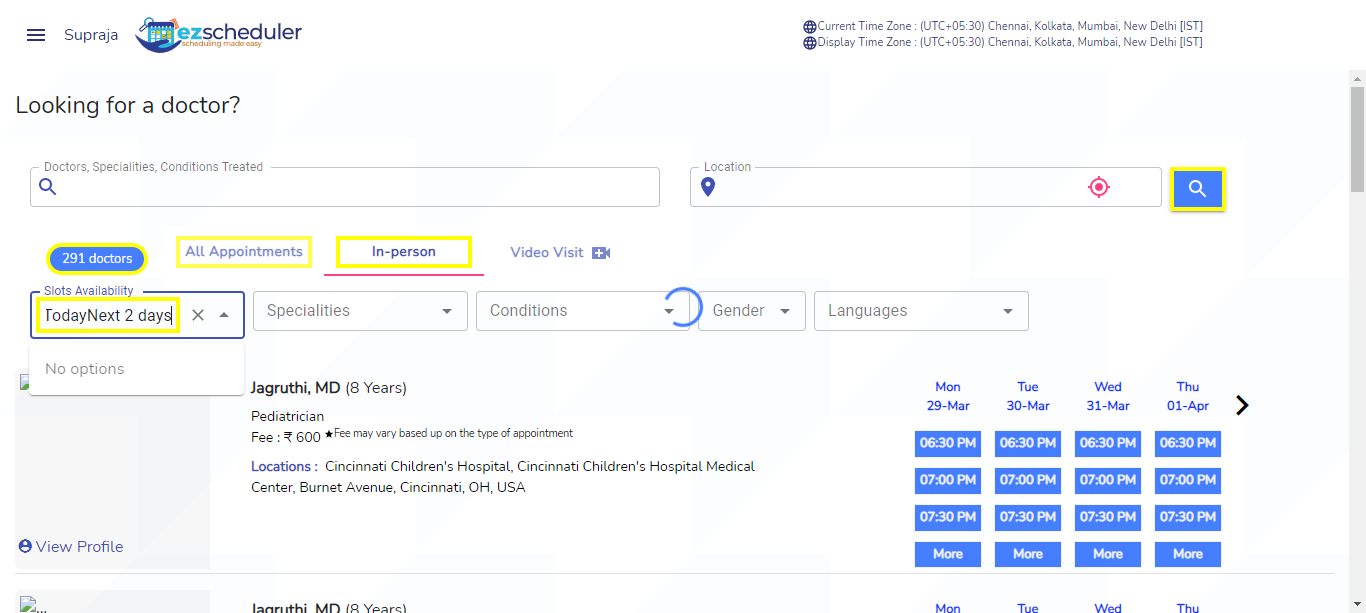 Supraja
ezscheduler
scheduling made easy
Current Time Zone : (UTC+05:30) Chennai, Kolkata, Mumbai, New Delhi [IST]
Display Time Zone : (UTC+05:30) Chennai, Kolkata, Mumbai, New Delhi [IST]
Looking for a doctor?
Doctors, Specialities, Conditions Treated
Location
291 doctors
All Appointments
In-person
Video Visit
Slots Availability
TodayNext 2 days
Specialities
Conditions
Gender
Languages
No options
Jagruthi, MD (8 Years)
Pediatrician
Fee : ₹ 600 ★Fee may vary based up on the type of appointment
Locations : Cincinnati Children's Hospital, Cincinnati Children's Hospital Medical
Center, Burnet Avenue, Cincinnati, OH, USA
View Profile
Mon Tue Wed Thu
29-Mar 30-Mar 31-Mar 01-Apr
06:30 PM 06:30 PM 06:30 PM 06:30 PM
07:00 PM 07:00 PM 07:00 PM 07:00 PM
07:30 PM 07:30 PM 07:30 PM 07:30 PM
More More More More
...
Jagruthi, MD (8 Years)
Mon Tue Wed Thu